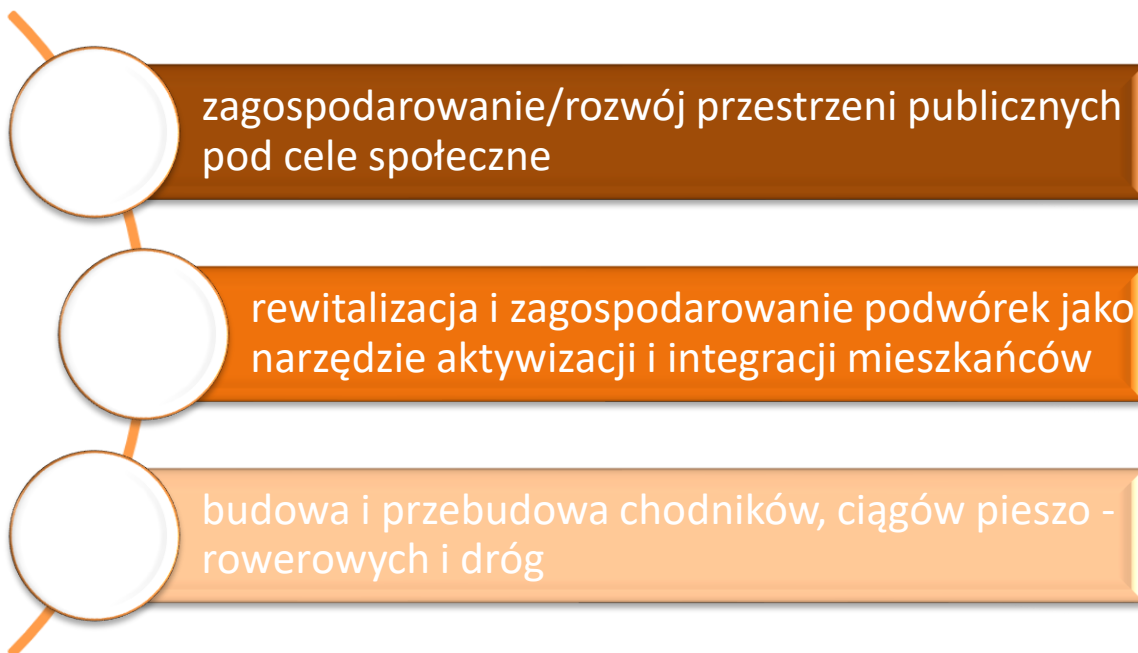 zagospodarowanie/rozwój przestrzeni publicznych
pod cele społeczne
rewitalizacja i zagospodarowanie podwórek jako
narzędzie aktywizacji i integracji mieszkańców
budowa i przebudowa chodników, ciągów pieszo -
rowerowych i dróg